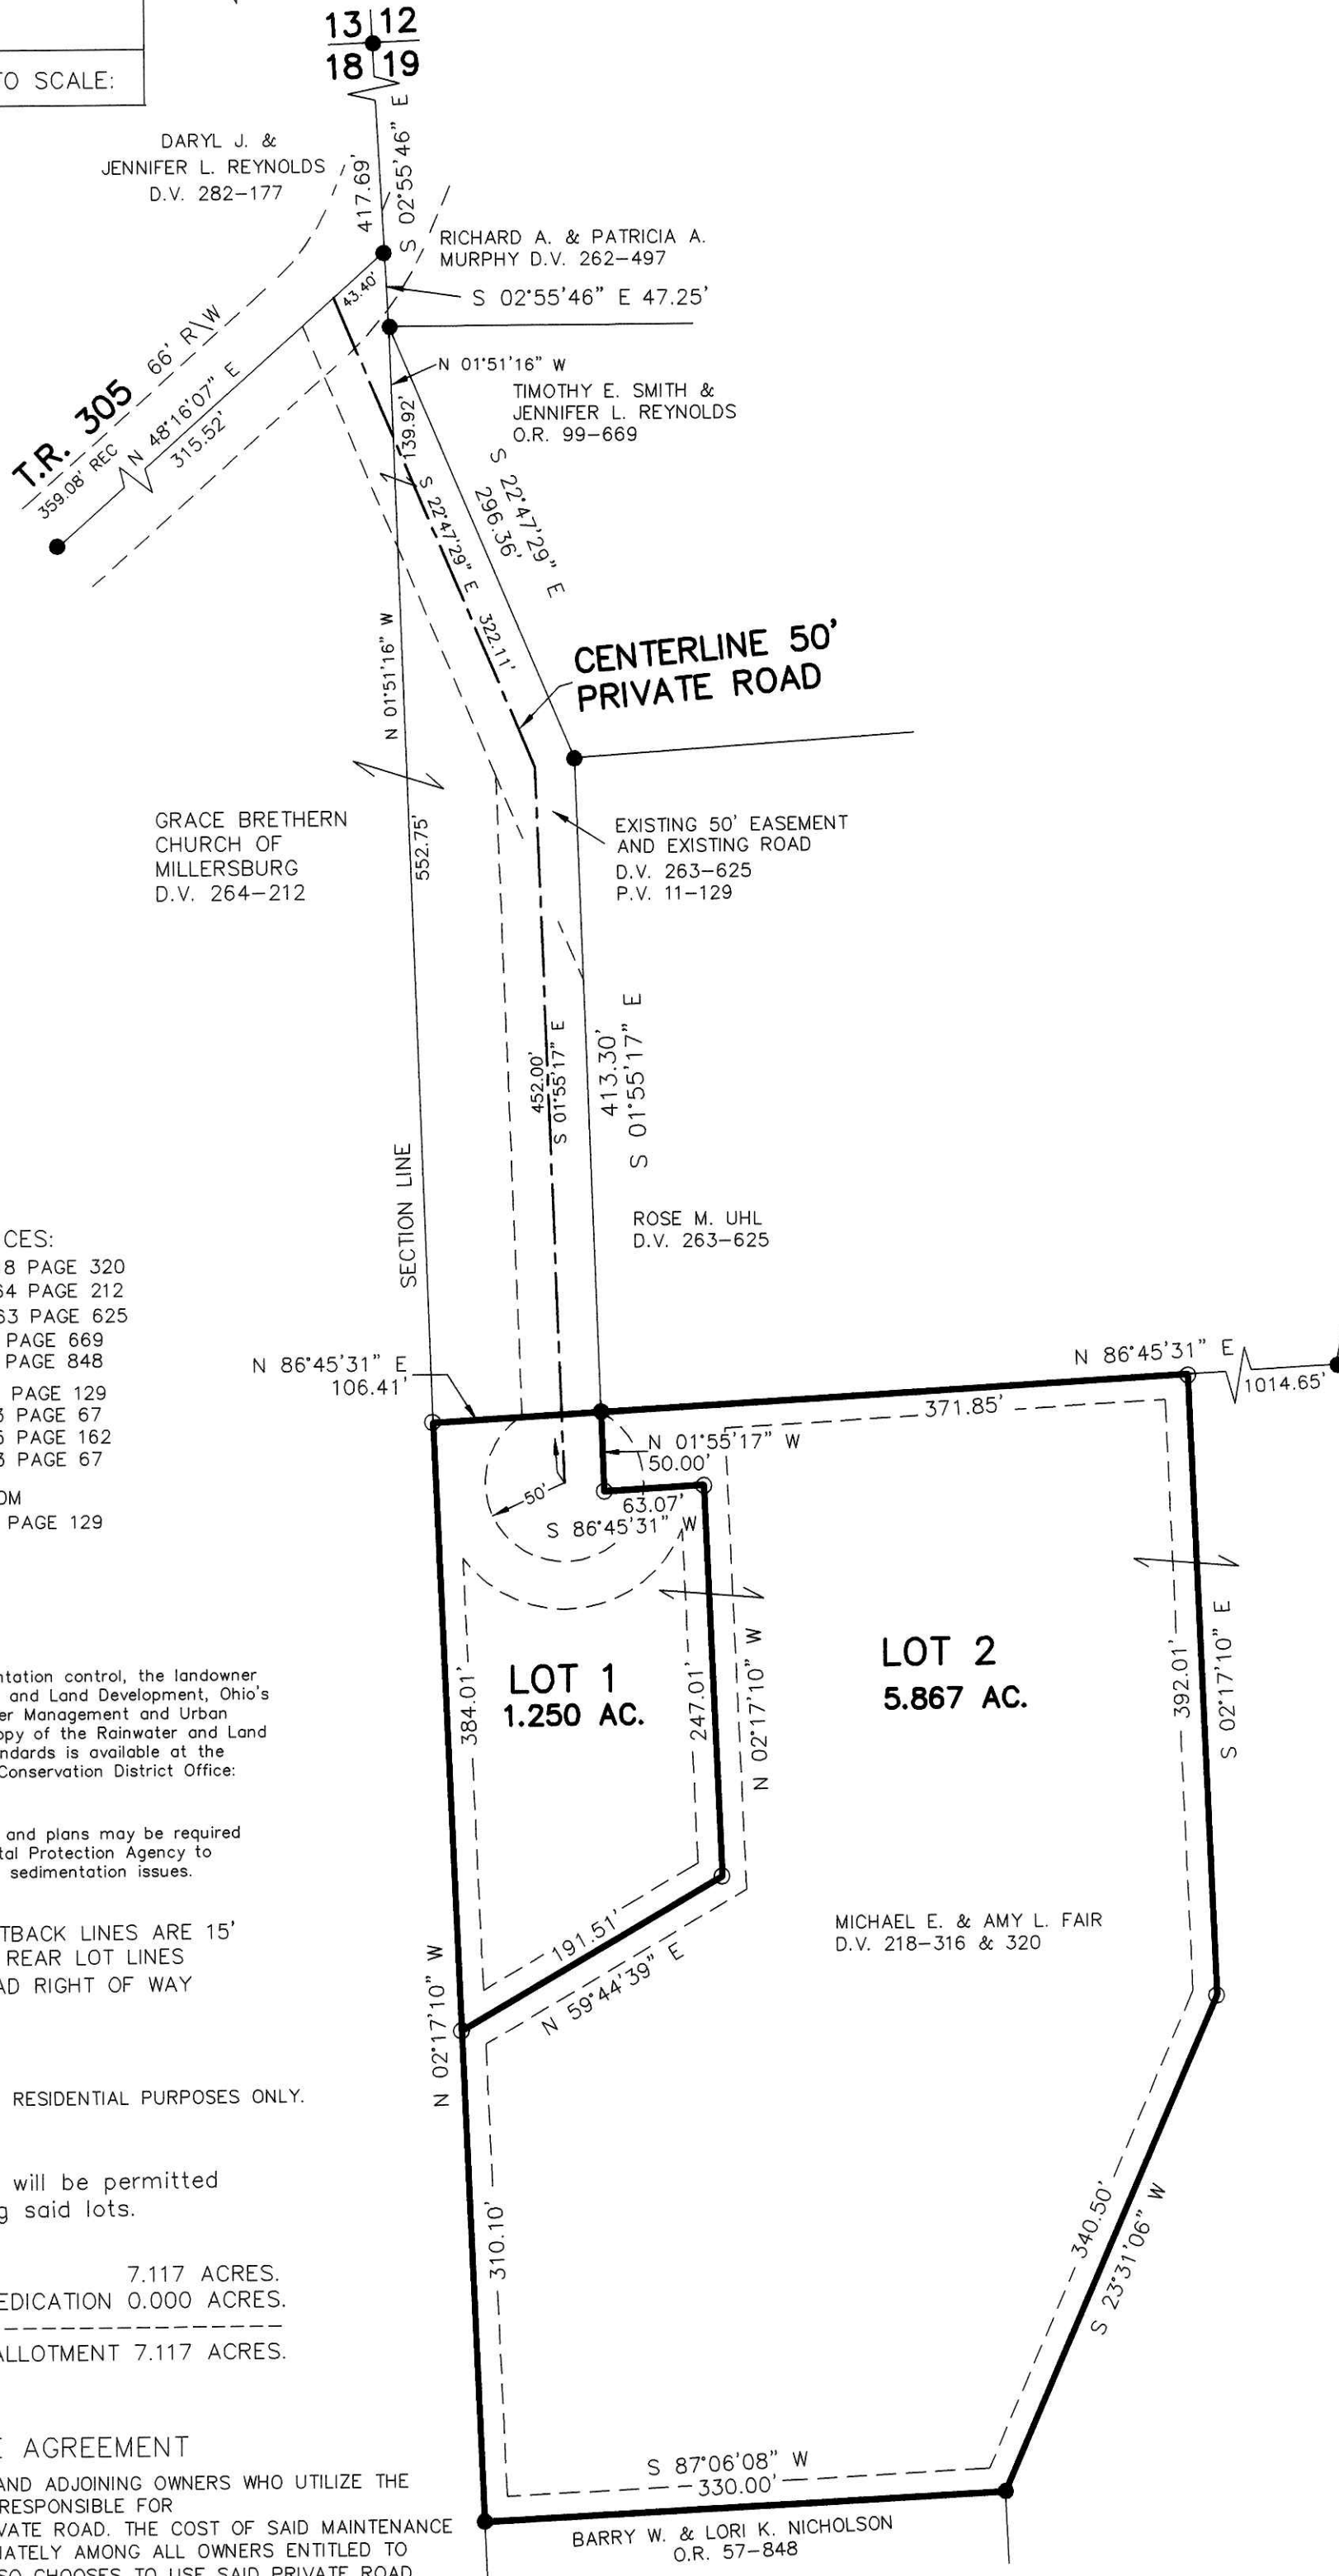 13 12
18 19
TO SCALE:
DARYL J. &
JENNIFER L. REYNOLDS
D.V. 282-177
417.69'
S 02°55'46" E
RICHARD A. & PATRICIA A.
MURPHY D.V. 262-497
43.40'
S 02°55'46" E 47.25'
T.R. 305 66' R\W
359.08' REC
N 48°16'07" E
315.52'
N 01°51'16" W
139.92'
TIMOTHY E. SMITH &
JENNIFER L. REYNOLDS
O.R. 99-669
S 22°47'29" E
296.36'
S 22°47'29" E 322.11'
CENTERLINE 50'
PRIVATE ROAD
N 01°51'16" W
552.75'
GRACE BRETHERN
CHURCH OF
MILLERSBURG
D.V. 264-212
EXISTING 50' EASEMENT
AND EXISTING ROAD
D.V. 263-625
P.V. 11-129
452.00'
S 01°55'17" E
413.30'
S 01°55'17" E
SECTION LINE
ROSE M. UHL
D.V. 263-625
CES:
8 PAGE 320
64 PAGE 212
63 PAGE 625
PAGE 669
PAGE 848
PAGE 129
3 PAGE 67
PAGE 162
3 PAGE 67
OM
PAGE 129
N 86°45'31" E
106.41'
N 86°45'31" E
1014.65'
371.85'
N 01°55'17" W
50.00'
50'
63.07'
S 86°45'31" W
LOT 1
1.250 AC.
384.01'
247.01'
N 02°17'10" W
LOT 2
5.867 AC.
392.01'
S 02°17'10" E
ntation control, the landowner
and Land Development, Ohio's
er Management and Urban
opy of the Rainwater and Land
ndards is available at the
Conservation District Office:
and plans may be required
tal Protection Agency to
sedimentation issues.
191.51'
N 59°44'39" E
MICHAEL E. & AMY L. FAIR
D.V. 218-316 & 320
TBACK LINES ARE 15'
REAR LOT LINES
AD RIGHT OF WAY
N 02°17'10" W
RESIDENTIAL PURPOSES ONLY.
will be permitted
g said lots.
310.10'
340.50'
S 23°31'06" W
7.117 ACRES.
EDICATION 0.000 ACRES.
ALLOTMENT 7.117 ACRES.
E AGREEMENT
AND ADJOINING OWNERS WHO UTILIZE THE
RESPONSIBLE FOR
VATE ROAD. THE COST OF SAID MAINTENANCE
NATELY AMONG ALL OWNERS ENTITLED TO
SO CHOOSES TO USE SAID PRIVATE ROAD
S 87°06'08" W
330.00'
BARRY W. & LORI K. NICHOLSON
O.R. 57-848